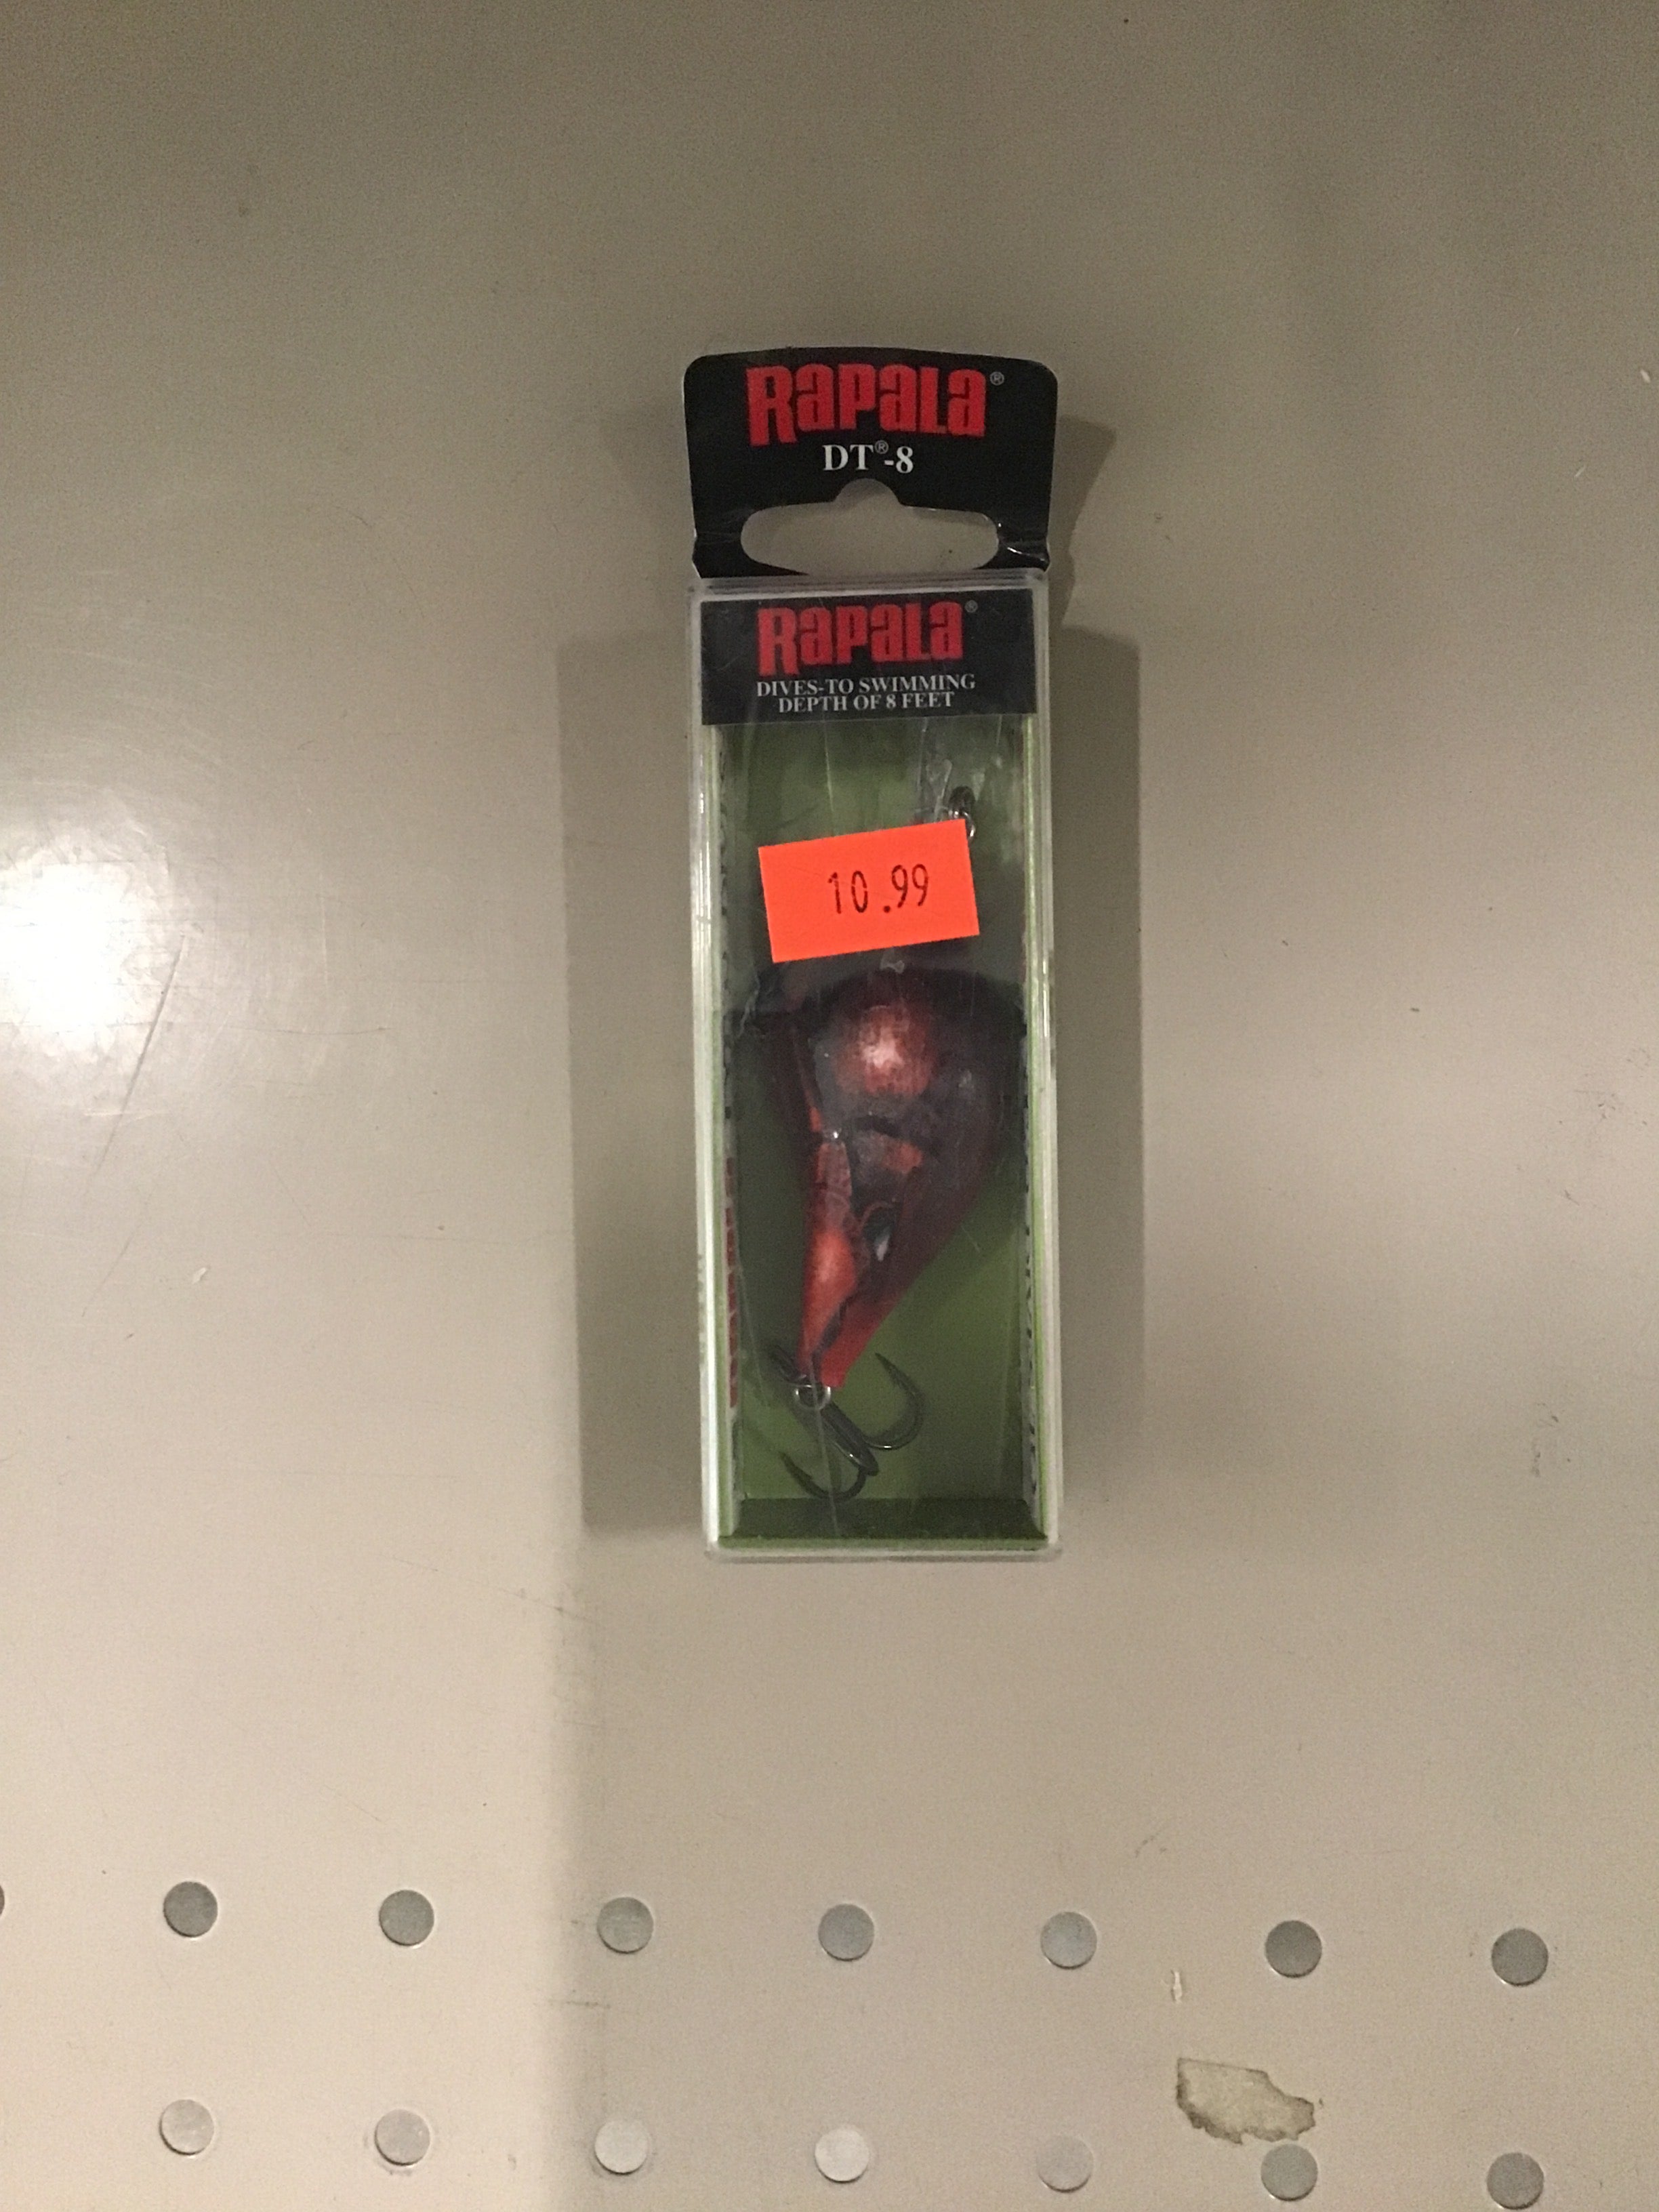 RAPALA®
DT®-8
RAPALA®
DIVES-TO SWIMMING
DEPTH OF 8 FEET
10.99